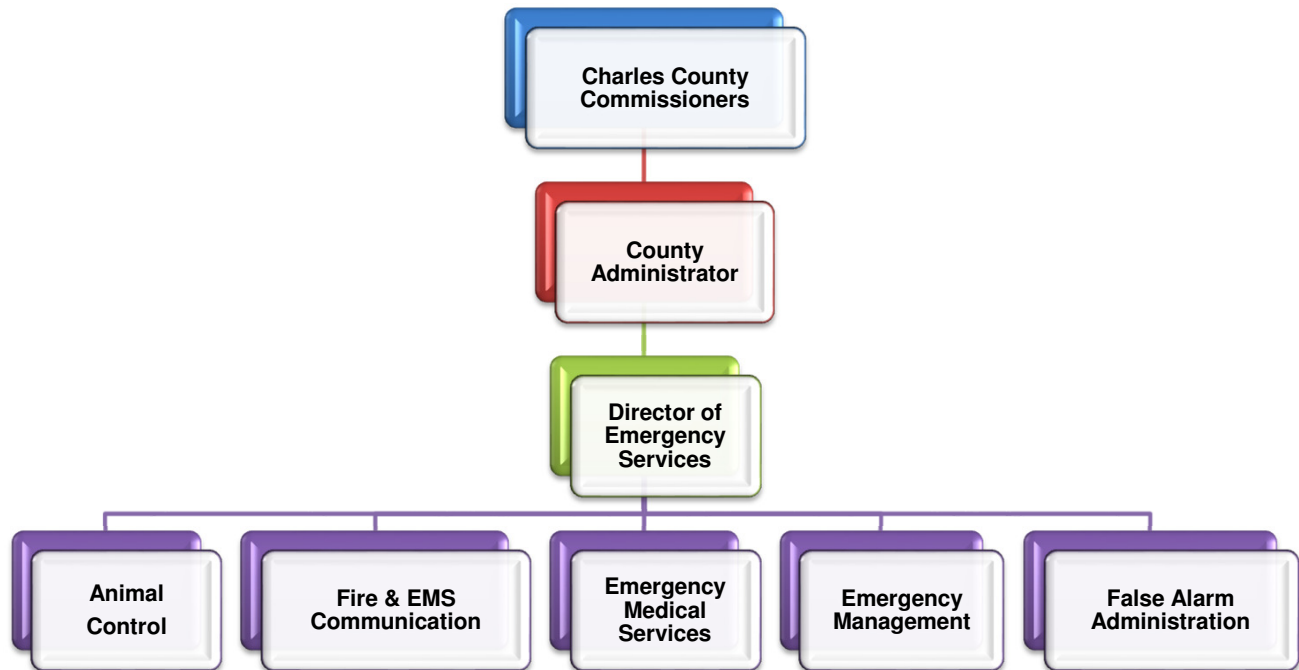 Charles County
Commissioners
County
Administrator
Director of
Emergency
Services
Animal
Control
Fire & EMS
Communication
Emergency
Medical
Services
Emergency
Management
False Alarm
Administration